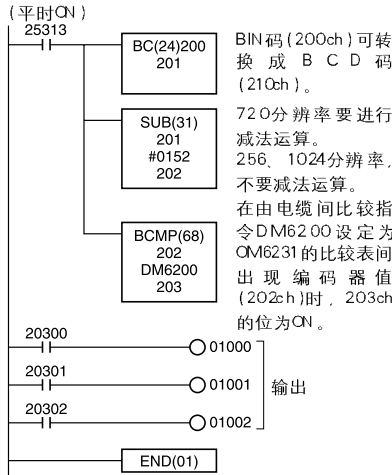 (平时ON)
25313
BC(24)200
201
BIN码(200ch)可转
换成BCD码
(210ch)。
SUB(31)
201
#0152
202
720分辨率要进行
减法运算。
256、1024分辨率,
不要减法运算。
BCMP(68)
202
DM6200
203
在由电缆间比较指
令DM6200设定为
OM6231的比较表间
出现编码器值
(202ch)时，203ch
的位为ON。
20300
01000
20301
01001
输出
20302
01002
END(01)